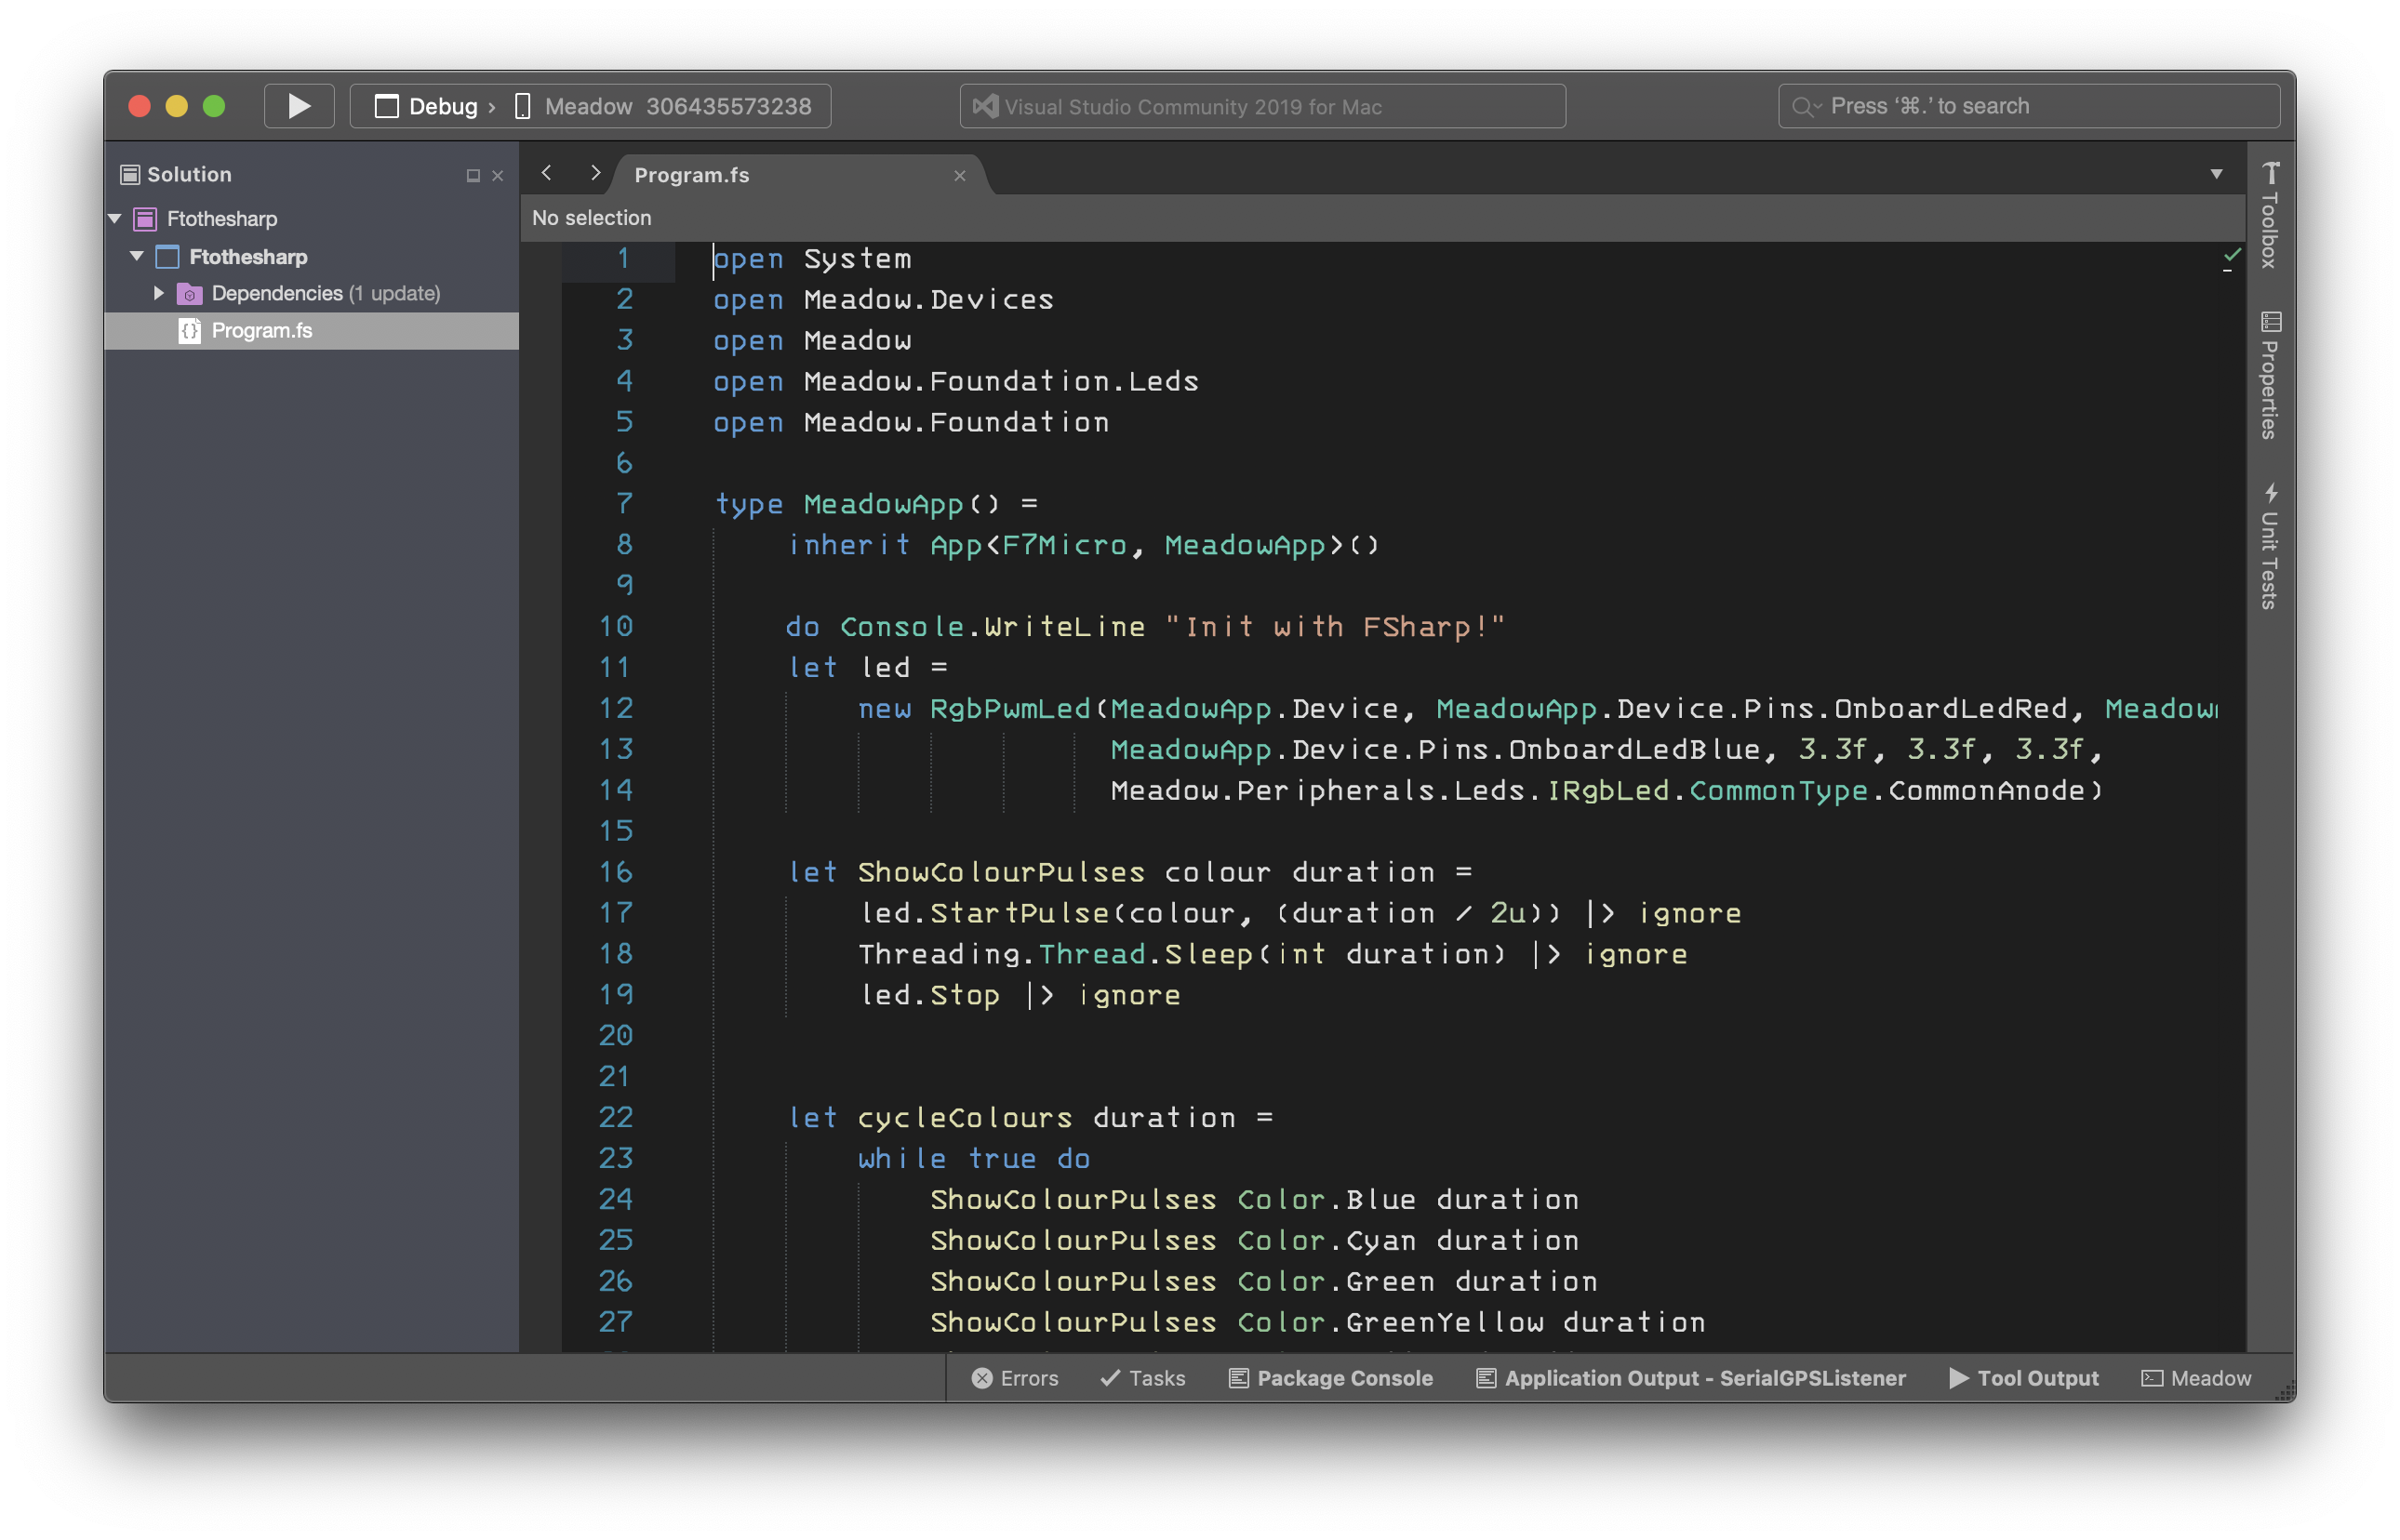 Debug › Meadow 306435573238
Visual Studio Community 2019 for Mac
Press ‘⌘.’ to search
Solution
Ftothesharp
Ftothesharp
Dependencies (1 update)
Program.fs
Program.fs
No selection
1 open System
2 open Meadow.Devices
3 open Meadow
4 open Meadow.Foundation.Leds
5 open Meadow.Foundation
6
7 type MeadowApp() =
8 inherit App<F7Micro, MeadowApp>()
9
10 do Console.WriteLine "Init with FSharp!"
11 let led =
12 new RgbPwmLed(MeadowApp.Device, MeadowApp.Device.Pins.OnboardLedRed, Meadow
13 MeadowApp.Device.Pins.OnboardLedBlue, 3.3f, 3.3f, 3.3f,
14 Meadow.Peripherals.Leds.IRgbLed.CommonType.CommonAnode)
15
16 let ShowColourPulses colour duration =
17 led.StartPulse(colour, (duration / 2u)) |> ignore
18 Threading.Thread.Sleep(int duration) |> ignore
19 led.Stop |> ignore
20
21
22 let cycleColours duration =
23 while true do
24 ShowColourPulses Color.Blue duration
25 ShowColourPulses Color.Cyan duration
26 ShowColourPulses Color.Green duration
27 ShowColourPulses Color.GreenYellow duration
Toolbox
Properties
Unit Tests
Errors
Tasks
Package Console
Application Output - SerialGPSListener
Tool Output
Meadow